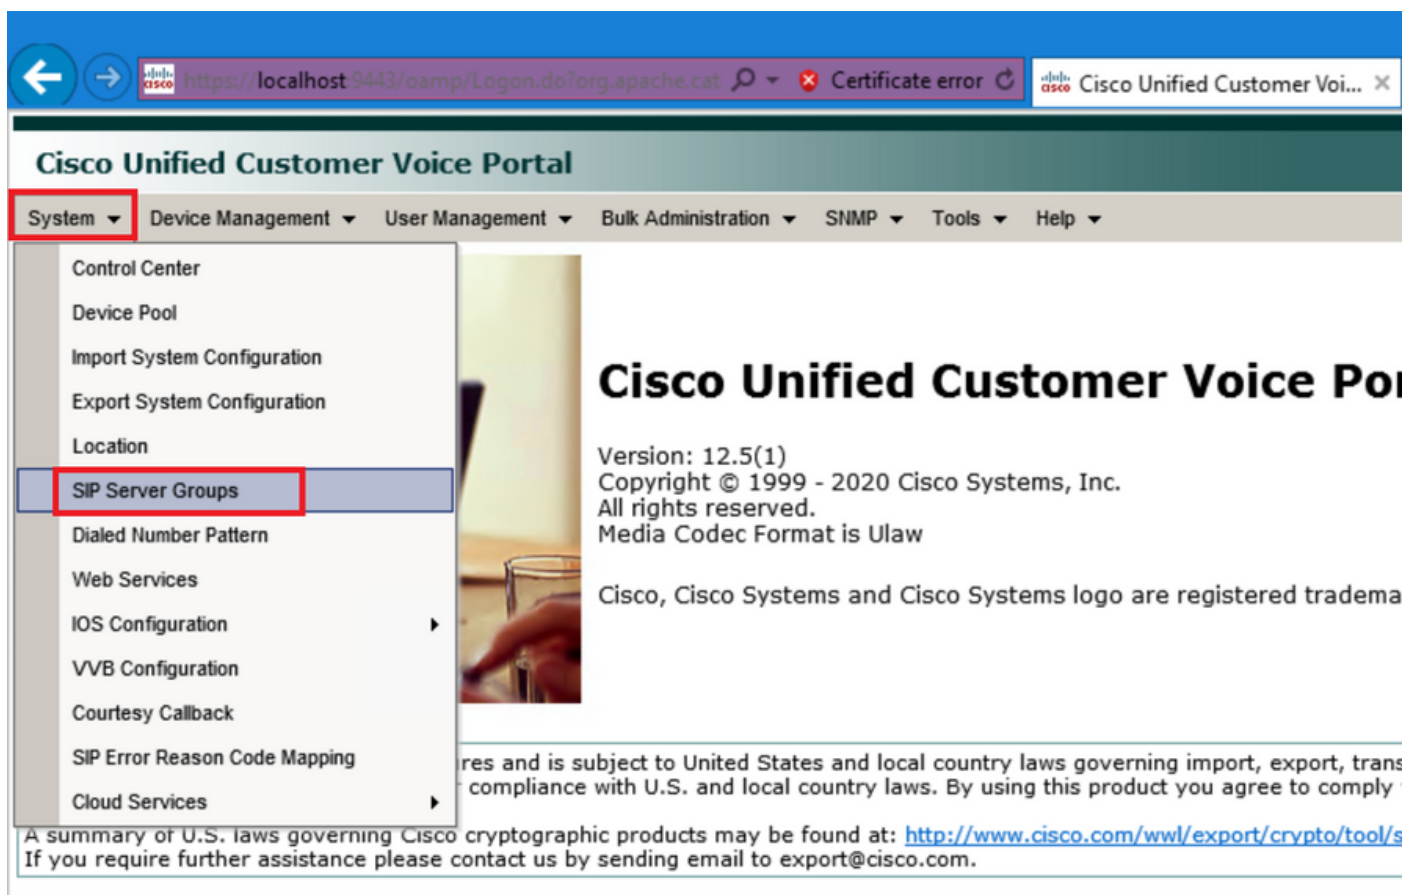 https://localhost:9443/oamp/Logon.do?org.apache.cat
Certificate error
Cisco Unified Customer Voi...
Cisco Unified Customer Voice Portal
System Device Management User Management Bulk Administration SNMP Tools Help
Control Center
Device Pool
Import System Configuration
Export System Configuration
Location
SIP Server Groups
Dialed Number Pattern
Web Services
IOS Configuration
VVB Configuration
Courtesy Callback
SIP Error Reason Code Mapping
Cloud Services
Cisco Unified Customer Voice Por
Version: 12.5(1)
Copyright © 1999 - 2020 Cisco Systems, Inc.
All rights reserved.
Media Codec Format is Ulaw
Cisco, Cisco Systems and Cisco Systems logo are registered tradema
res and is subject to United States and local country laws governing import, export, trans
compliance with U.S. and local country laws. By using this product you agree to comply
A summary of U.S. laws governing Cisco cryptographic products may be found at: http://www.cisco.com/wwl/export/crypto/tool/s
If you require further assistance please contact us by sending email to export@cisco.com.